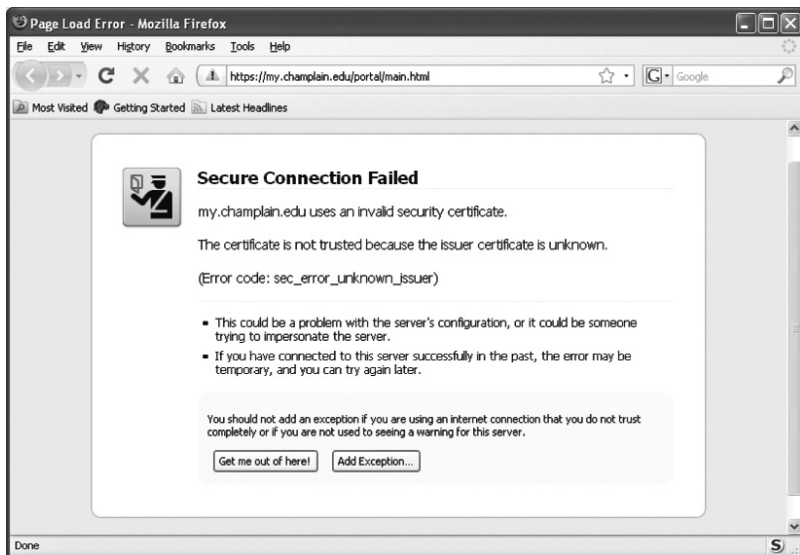 Page Load Error - Mozilla Firefox
File Edit View History Bookmarks Tools Help
https://my.champlain.edu/portal/main.html G Google
Most Visited Getting Started Latest Headlines
Secure Connection Failed
my.champlain.edu uses an invalid security certificate.
The certificate is not trusted because the issuer certificate is unknown.
(Error code: sec_error_unknown_issuer)
This could be a problem with the server's configuration, or it could be someone
trying to impersonate the server.
If you have connected to this server successfully in the past, the error may be
temporary, and you can try again later.
You should not add an exception if you are using an internet connection that you do not trust
completely or if you are not used to seeing a warning for this server.
Get me out of here! Add Exception...
Done S